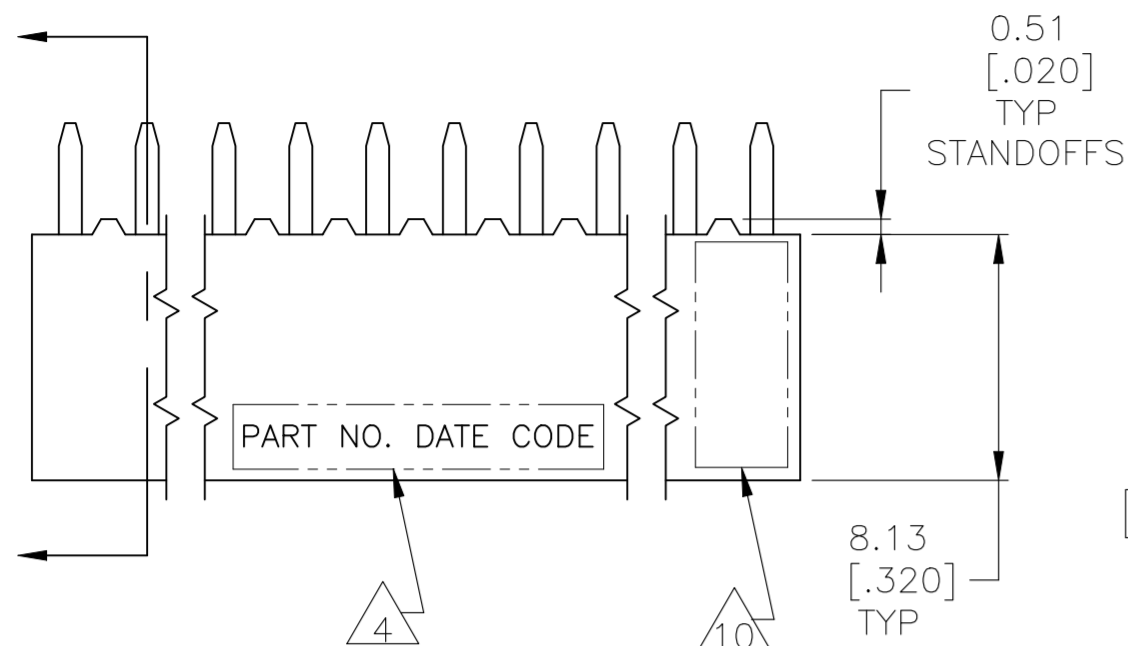 0.51
[.020]
TYP
STANDOFFS
PART NO. DATE CODE
8.13
[.320]
TYP
4
10